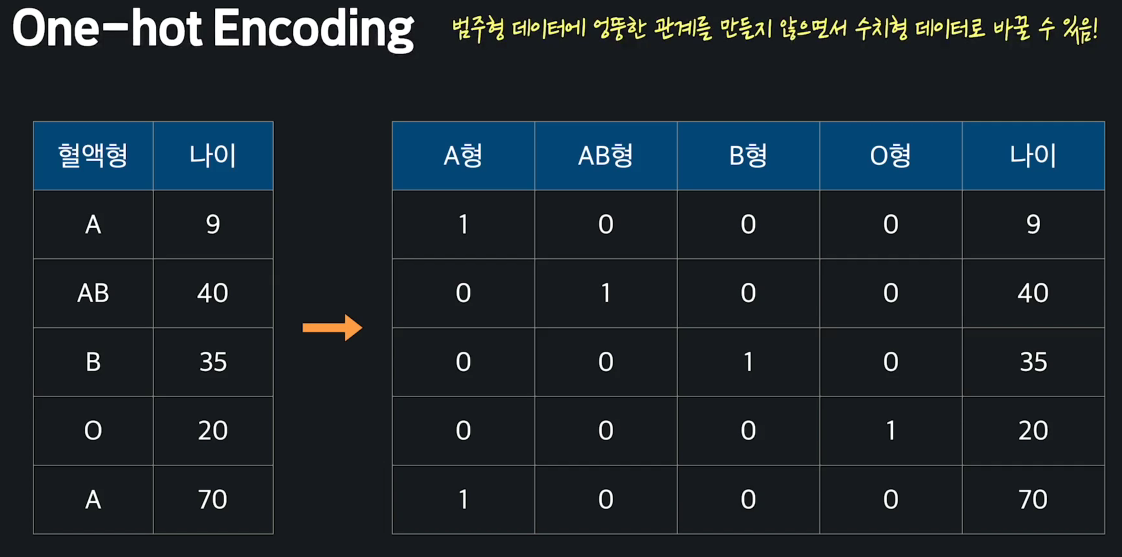 One-hot Encoding
범주형 데이터에 엉뚱한 관계를 만들지 않으면서 수치형 데이터로 바꿀 수 있음!
혈액형 나이
A 9
AB 40
B 35
O 20
A 70
A형 AB형 B형 O형 나이
1 0 0 0 9
0 1 0 0 40
0 0 1 0 35
0 0 0 1 20
1 0 0 0 70